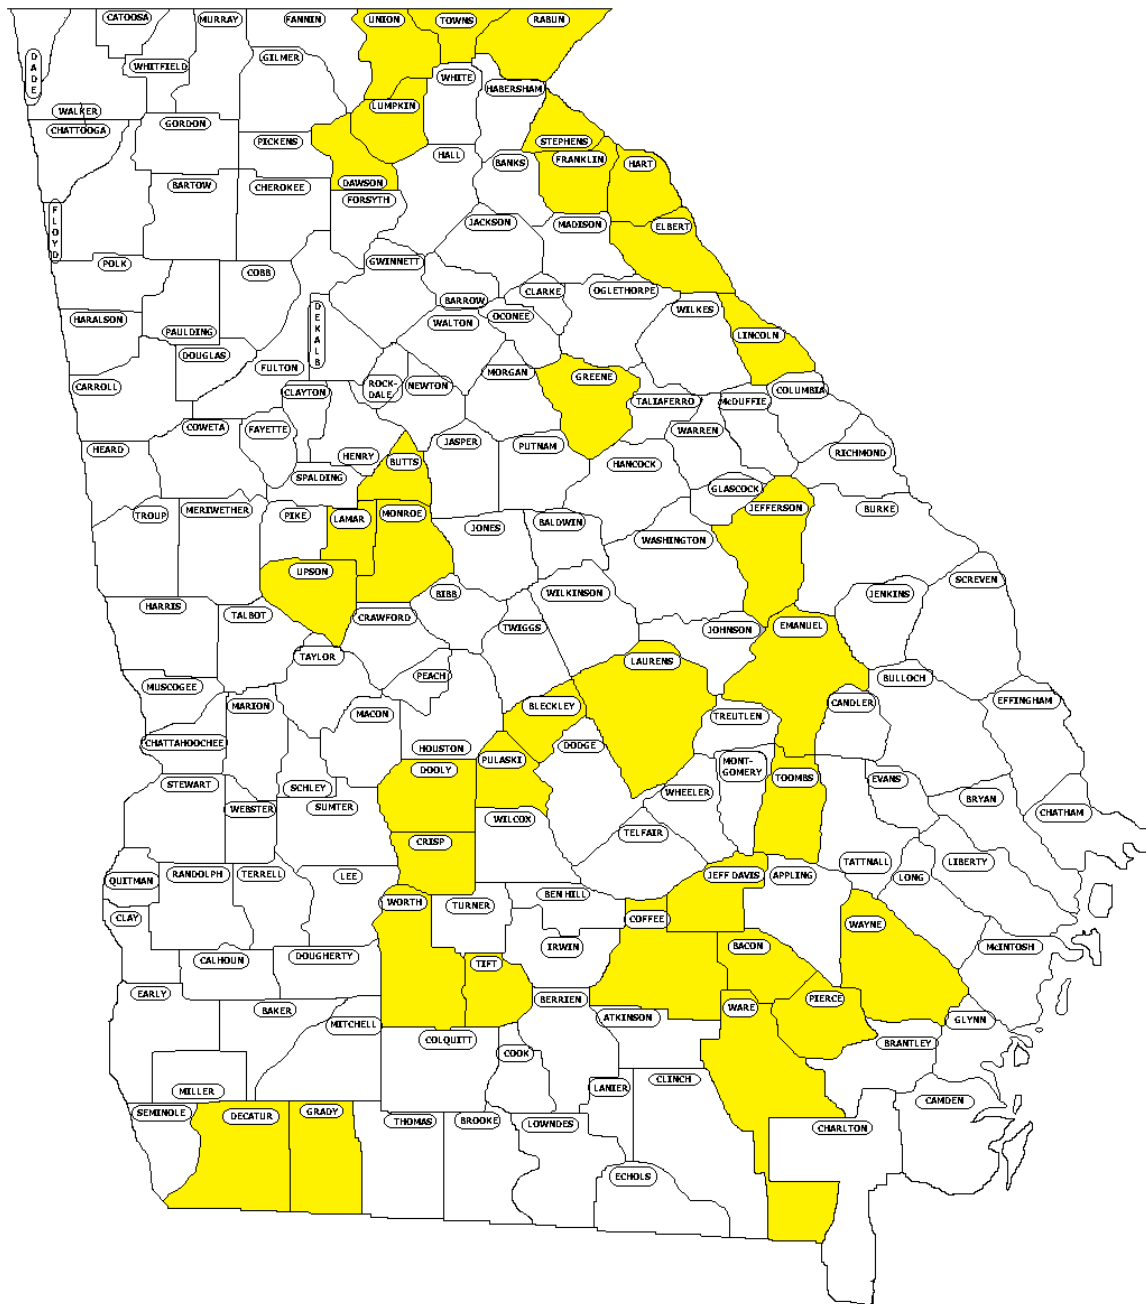 CATOOSA
MURRAY
FANNIN
UNION
TOWNS
RABUN
DADE
WHITFIELD
GILMER
WHITE
HABERSHAM
WALKER
CHATTOOGA
GORDON
LUMPKIN
PICKENS
HALL
STEPHENS
BANKS
FRANKLIN
HART
BARTOW
CHEROKEE
DAWSON
FORSYTH
FLOYD
JACKSON
MADISON
ELBERT
POLK
COBB
GWINNETT
CLARKE
OGLETHORPE
BARROW
HARALSON
PAULDING
DEKALB
WALTON
OCONEE
WILKES
LINCOLN
DOUGLAS
FULTON
CARROLL
CLAYTON
ROCK-
DALE
NEWTON
MORGAN
GREENE
TALIAFERRO
McDUFFIE
COLUMBIA
COWETA
FAYETTE
HEARD
HENRY
BUTTS
JASPER
PUTNAM
HANCOCK
WARREN
RICHMOND
SPALDING
GLASCOCK
TROUP
MERIWETHER
PIKE
LAMAR
MONROE
JONES
BALDWIN
WASHINGTON
JEFFERSON
BURKE
UPSON
HARRIS
TALBOT
CRAWFORD
BIBB
WILKINSON
JENKINS
SCREVEN
TWIGGS
JOHNSON
EMANUEL
TAYLOR
PEACH
LAURENS
MUSCOGEE
MARION
MACON
BLECKLEY
TREUTLEN
CANDLER
BULLOCH
EFFINGHAM
CHATTAHOOCHEE
HOUSTON
DODGE
STEWART
SCHLEY
DOOLY
PULASKI
MONT-
GOMERY
TOOMBS
EVANS
WEBSTER
SUMTER
WHEELER
BRYAN
CHATHAM
CRISP
WILCOX
TELFAIR
QUITMAN
RANDOLPH
TERRELL
LEE
JEFF DAVIS
APPLING
TATTNALL
LONG
LIBERTY
CLAY
WORTH
TURNER
BEN HILL
COFFEE
WAYNE
CALHOUN
DOUGHERTY
TIFT
IRWIN
BACON
McINTOSH
EARLY
BAKER
MITCHELL
BERRIEN
ATKINSON
WARE
PIERCE
GLYNN
COLQUITT
COOK
BRANTLEY
MILLER
LANIER
CLINCH
SEMINOLE
DECATUR
GRADY
THOMAS
BROOKE
LOWNDES
CHARLTON
CAMDEN
ECHOLS